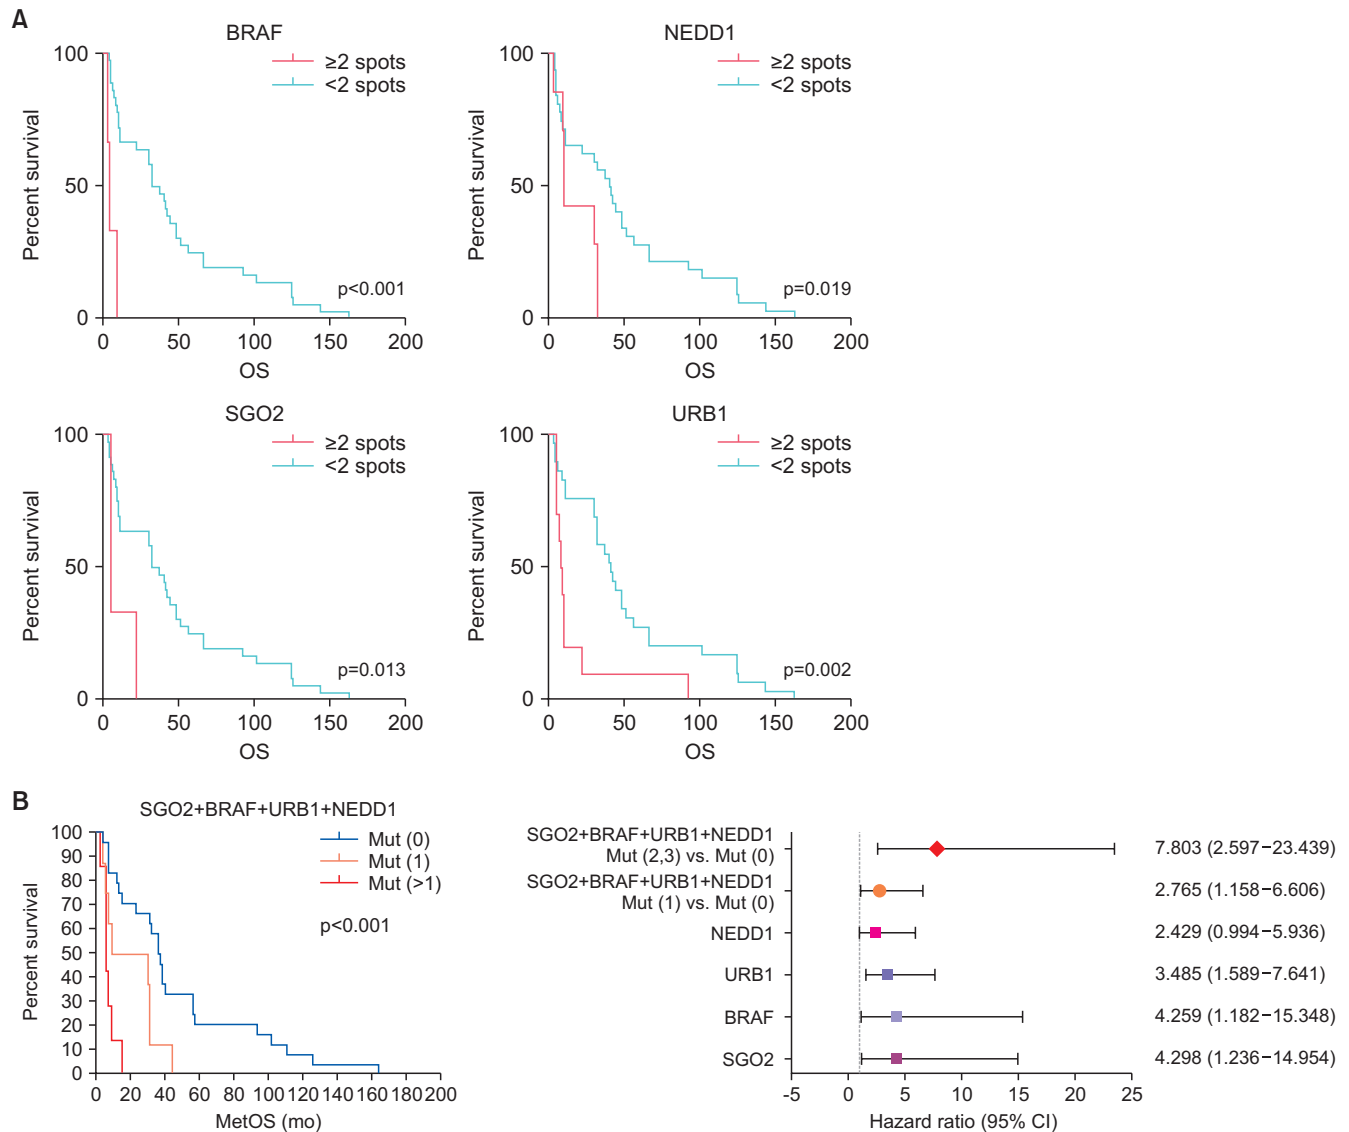 A
BRAF
100
50
0
0 50 100 150 200
Percent survival
OS
≥2 spots
<2 spots
p<0.001
NEDD1
100
50
0
0 50 100 150 200
Percent survival
OS
≥2 spots
<2 spots
p=0.019
SGO2
100
50
0
0 50 100 150 200
Percent survival
OS
≥2 spots
<2 spots
p=0.013
URB1
100
50
0
0 50 100 150 200
Percent survival
OS
≥2 spots
<2 spots
p=0.002
B
SGO2+BRAF+URB1+NEDD1
100
90
80
70
60
50
40
30
20
10
0
0 20 40 60 80 100 120 140 160 180 200
Percent survival
MetOS (mo)
Mut (0)
Mut (1)
Mut (>1)
p<0.001
SGO2+BRAF+URB1+NEDD1
Mut (2,3) vs. Mut (0)
7.803 (2.597−23.439)
SGO2+BRAF+URB1+NEDD1
Mut (1) vs. Mut (0)
2.765 (1.158−6.606)
NEDD1
2.429 (0.994−5.936)
URB1
3.485 (1.589−7.641)
BRAF
4.259 (1.182−15.348)
SGO2
4.298 (1.236−14.954)
-5 0 5 10 15 20 25
Hazard ratio (95% CI)